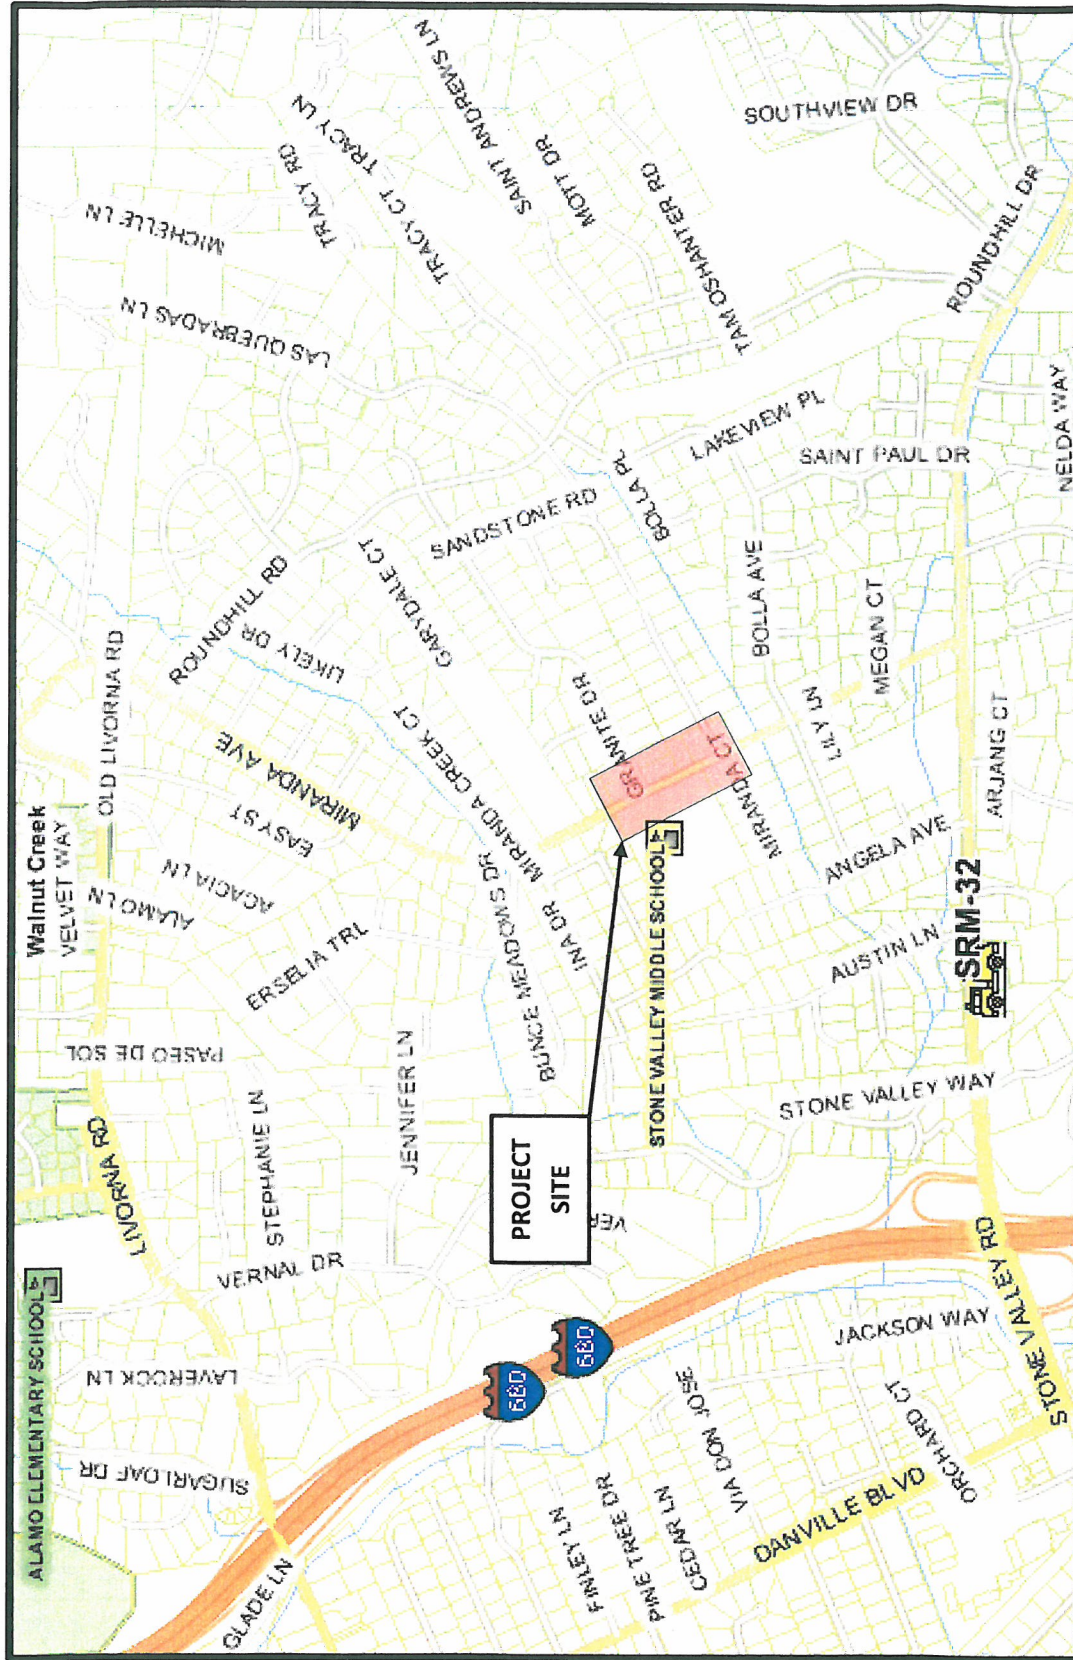 ALAMO ELEMENTARY SCHOOL
Walnut Creek
VELVET WAY
OLD LIVORNA RD
ALAMO LN
ACACIA LN
EASY ST
MIRANDA AVE
ROUNDHILL RD
LIKELY DR
LAS QUEBRADAS LN
MICHELLE LN
TRACY RD
TRACY LN
TRACY CT
SAINT ANDREWS LN
MOTT DR
TAM OSHANTER RD
SOUTHVIEW DR
ROUNDHILL DR
SUGARLOAF DR
LAVEROCK LN
LIVORNA RD
PASEO DE SOL
ERSELIA TRL
STEPHANIE LN
VERNAL DR
JENNIFER LN
GLADE LN
BUNCE MEADOWS DR
INA DR
MIRANDA CREEK CT
GARYDALE CT
SANDSTONE RD
GRANITE DR
BOLLA PL
LAKEVIEW PL
SAINT PAUL DR
NELDA WAY
PROJECT
SITE
VER
680
680
STONE VALLEY MIDDLE SCHOOL
MIRANDA CT
MIRANDA CT
BOLLA AVE
LILY LN
MEGAN CT
ANGELA AVE
ARJANG CT
AUSTIN LN
SRM-32
STONE VALLEY WAY
STONE VALLEY RD
JACKSON WAY
ORCHARD CT
VIA DON JOSE
CEDAR LN
PINE TREE DR
FINLEY LN
DANVILLE BLVD